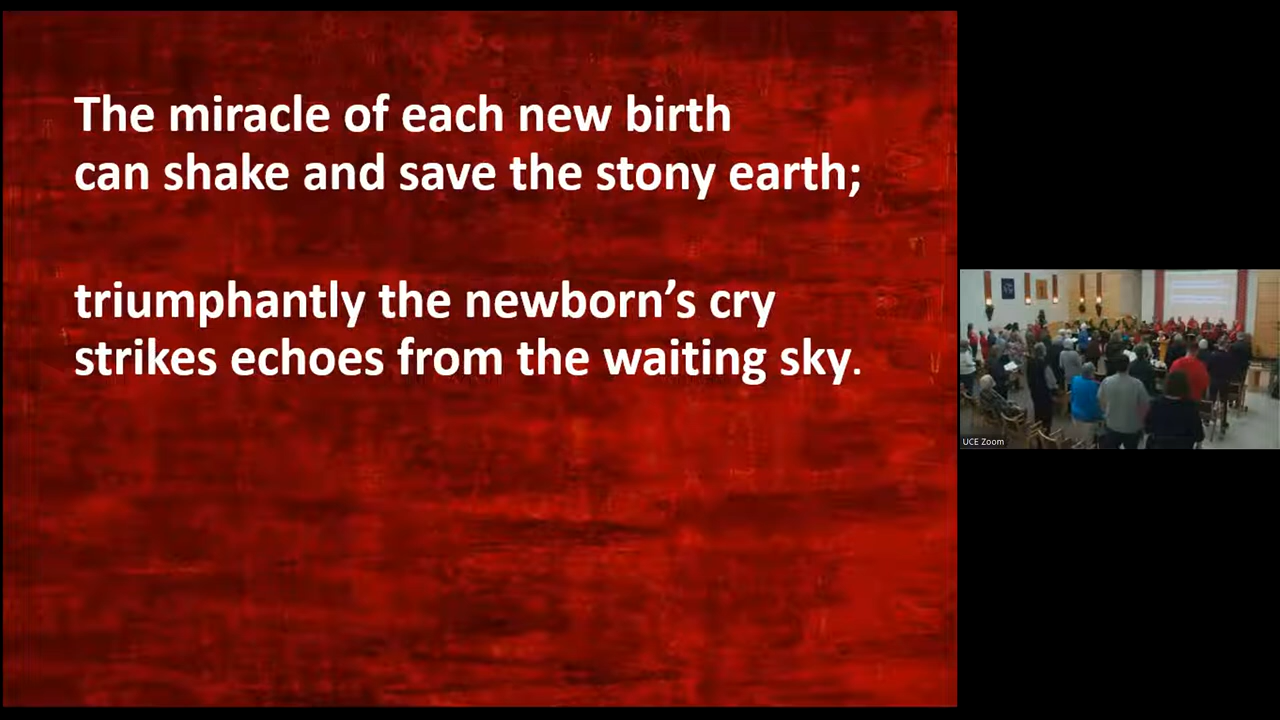 The miracle of each new birth
can shake and save the stony earth;
triumphantly the newborn’s cry
strikes echoes from the waiting sky.
UCE Zoom